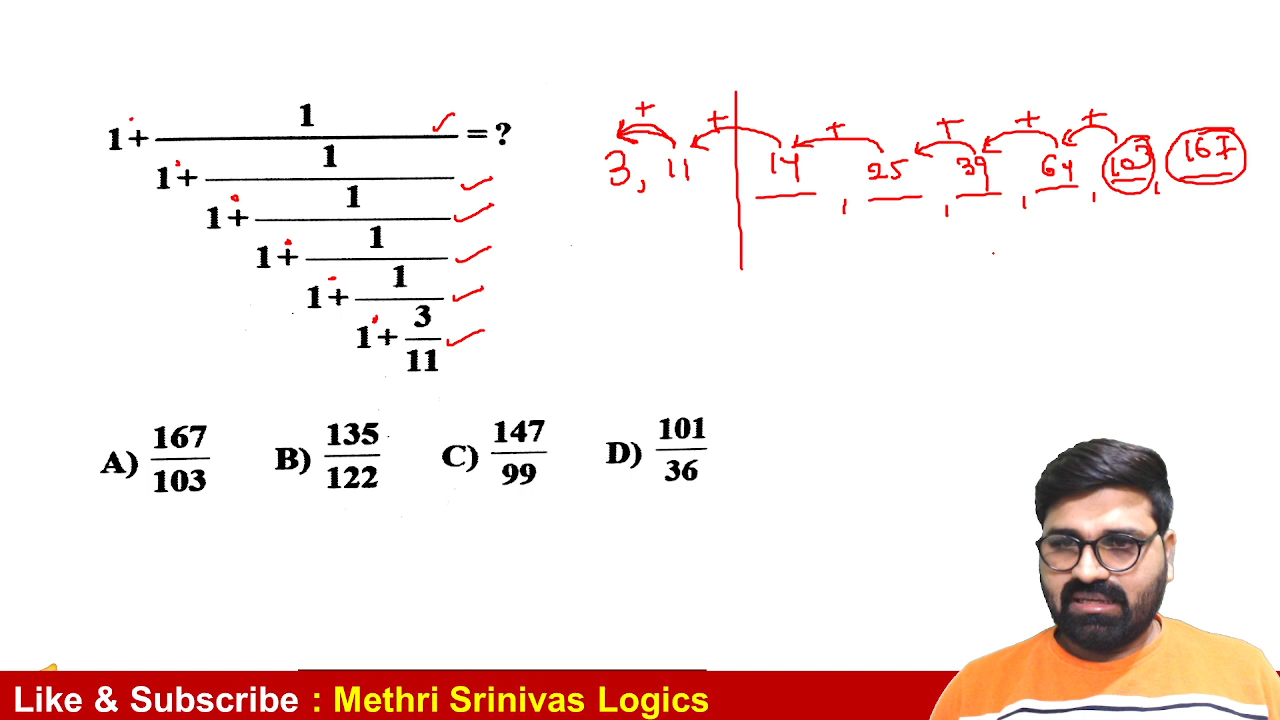 1+ 1 = ?
1+ 1
1+ 1
1+ 1
1+ 1
1+ 3
11
+ + + + + +
3, 11 14 , 25 , 39 , 64 , 103 , 167
A) 167/103 B) 135/122 C) 147/99 D) 101/36
Like & Subscribe : Methri Srinivas Logics